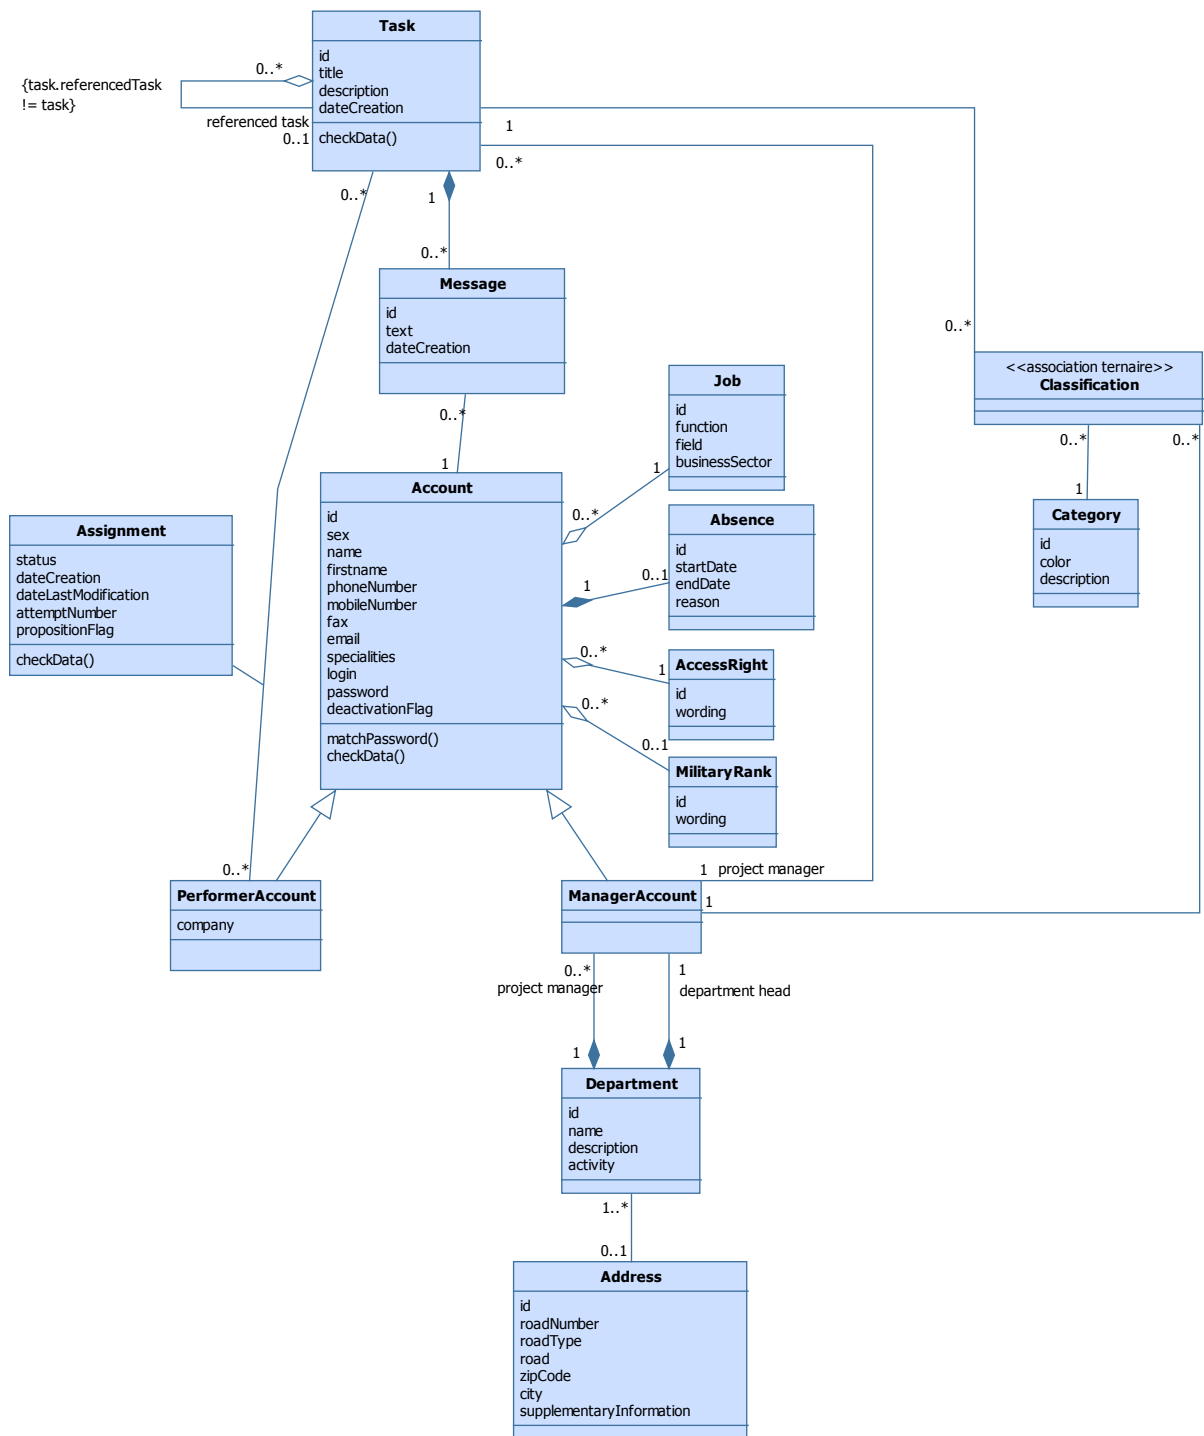 Task
id
title
description
dateCreation
checkData()
0..*
{task.referencedTask
!= task}
referenced task
0..1
1
0..*
0..*
1
0..*
Message
id
text
dateCreation
0..*
1
0..*
<<association ternaire>>
Classification
0..*
0..*
1
Category
id
color
description
Job
id
function
field
businessSector
1
0..*
Account
id
sex
name
firstname
phoneNumber
mobileNumber
fax
email
specialities
login
password
deactivationFlag
matchPassword()
checkData()
Absence
id
startDate
endDate
reason
0..1
1
0..*
1
AccessRight
id
wording
0..*
0..1
MilitaryRank
id
wording
Assignment
status
dateCreation
dateLastModification
attemptNumber
propositionFlag
checkData()
0..*
PerformerAccount
company
1 project manager
1
ManagerAccount
0..*
project manager
1
department head
1
1
Department
id
name
description
activity
1..*
0..1
Address
id
roadNumber
roadType
road
zipCode
city
supplementaryInformation